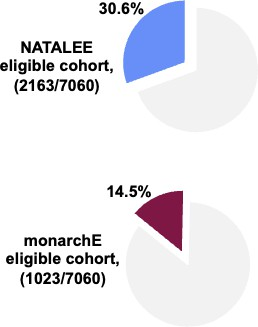 30.6%
NATALEE
eligible cohort,
(2163/7060)
14.5%
monarchE
eligible cohort,
(1023/7060)